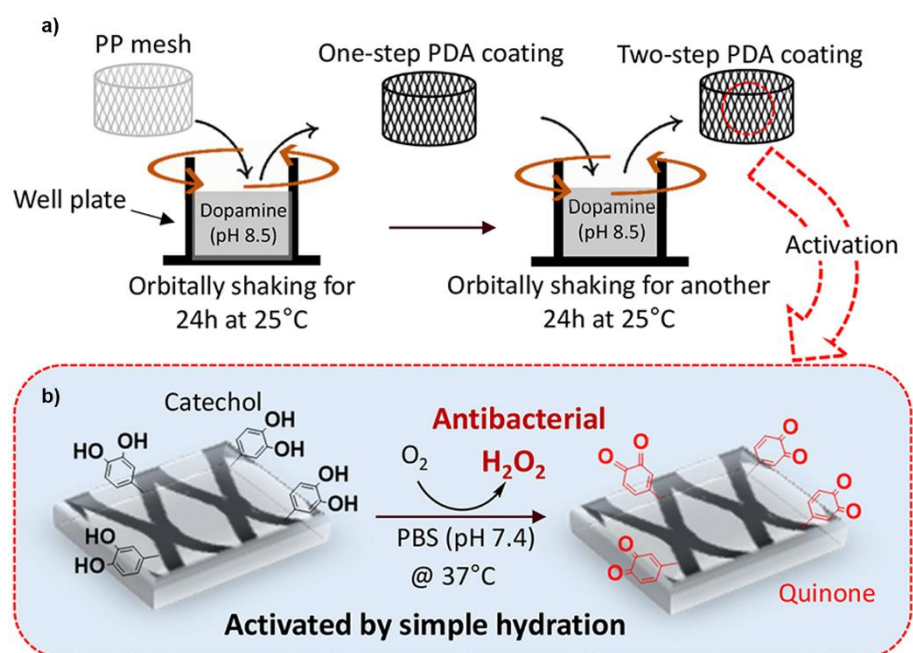 a)
PP mesh
One-step PDA coating
Two-step PDA coating
Well plate
Dopamine
(pH 8.5)
Dopamine
(pH 8.5)
Activation
Orbitally shaking for
24h at 25°C
Orbitally shaking for another
24h at 25°C
b)
Catechol
HO
OH
OH
OH
OH
OH
HO
HO
O₂
Antibacterial
H₂O₂
PBS (pH 7.4)
@ 37°C
O
O
O
O
O
O
O
O
Quinone
Activated by simple hydration